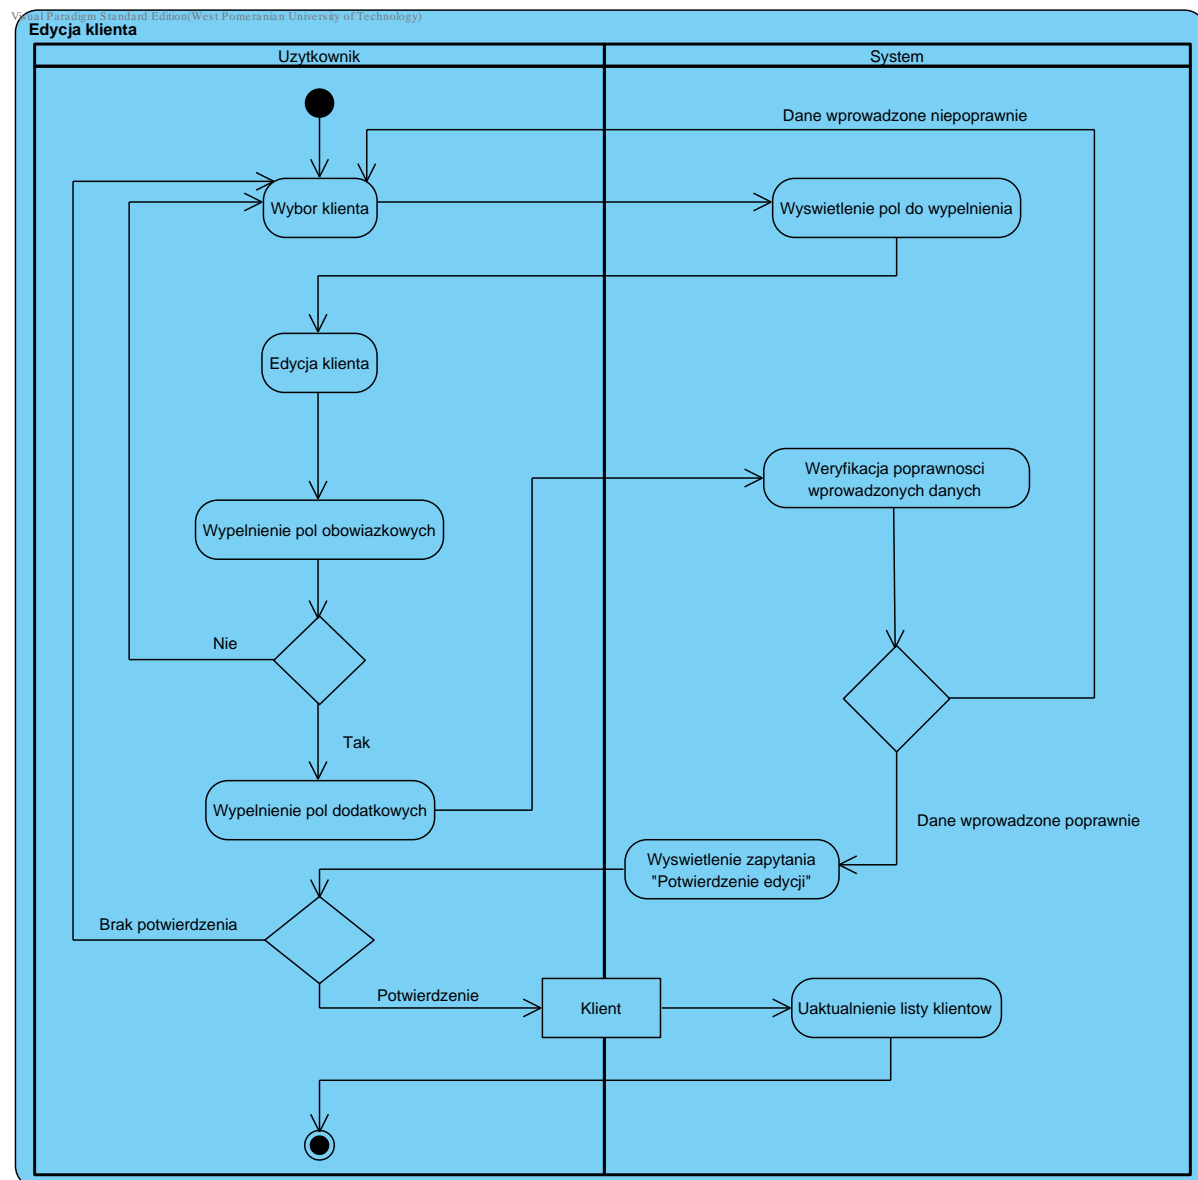 Visual Paradigm Standard Edition(West Pomeranian University of Technology)
Edycja klienta
Uzytkownik
System
Dane wprowadzone niepoprawnie
Wybor klienta
Wyswietlenie pol do wypelnienia
Edycja klienta
Weryfikacja poprawnosci
wprowadzonych danych
Wypelnienie pol obowiazkowych
Nie
Tak
Wypelnienie pol dodatkowych
Dane wprowadzone poprawnie
Wyswietlenie zapytania
"Potwierdzenie edycji"
Brak potwierdzenia
Potwierdzenie
Klient
Uaktualnienie listy klientow